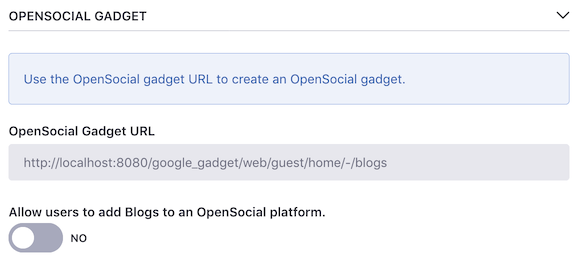 OPENSOCIAL GADGET
Use the OpenSocial gadget URL to create an OpenSocial gadget.
OpenSocial Gadget URL
http://localhost:8080/google_gadget/web/guest/home/-/blogs
Allow users to add Blogs to an OpenSocial platform.
NO